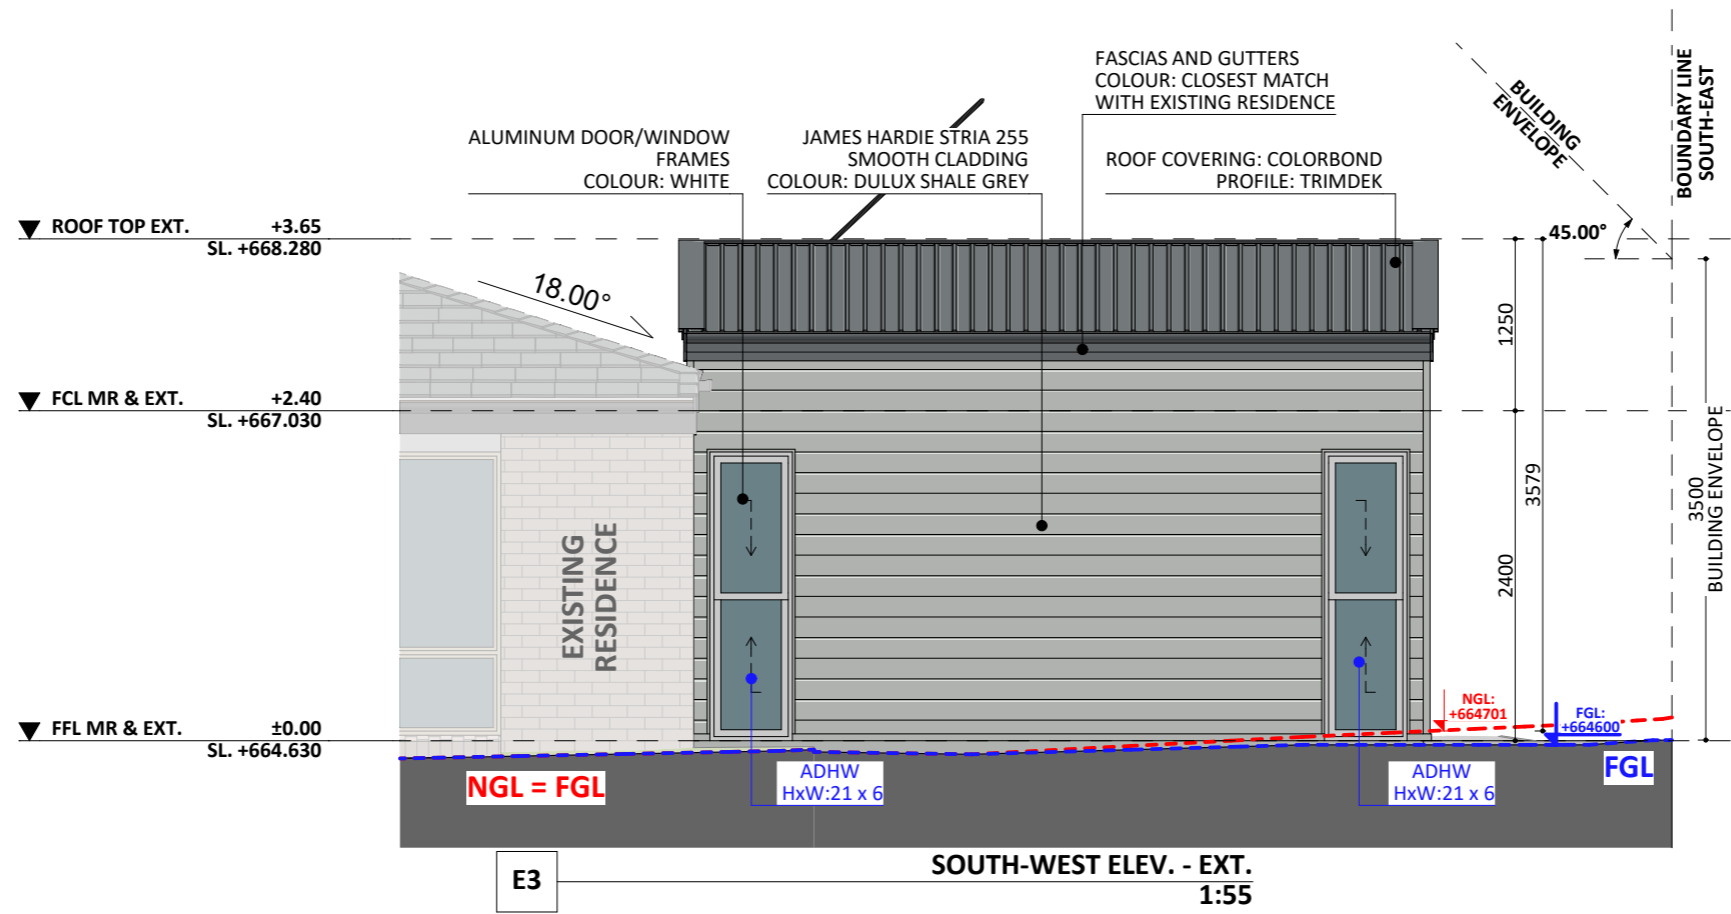 FASCIAS AND GUTTERS
COLOUR: CLOSEST MATCH
WITH EXISTING RESIDENCE
BUILDING
ENVELOPE
BOUNDARY LINE
SOUTH-EAST
ALUMINUM DOOR/WINDOW
FRAMES
COLOUR: WHITE
JAMES HARDIE STRIA 255
SMOOTH CLADDING
COLOUR: DULUX SHALE GREY
ROOF COVERING: COLORBOND
PROFILE: TRIMDEK
ROOF TOP EXT. +3.65
SL. +668.280
45.00°
18.00°
1250
FCL MR & EXT. +2.40
SL. +667.030
3579
3500
BUILDING ENVELOPE
2400
EXISTING
RESIDENCE
NGL:
+664701
FGL:
+664600
FFL MR & EXT. ±0.00
SL. +664.630
NGL = FGL
ADHW
HxW:21 x 6
ADHW
HxW:21 x 6
FGL
E3
SOUTH-WEST ELEV. - EXT.
1:55